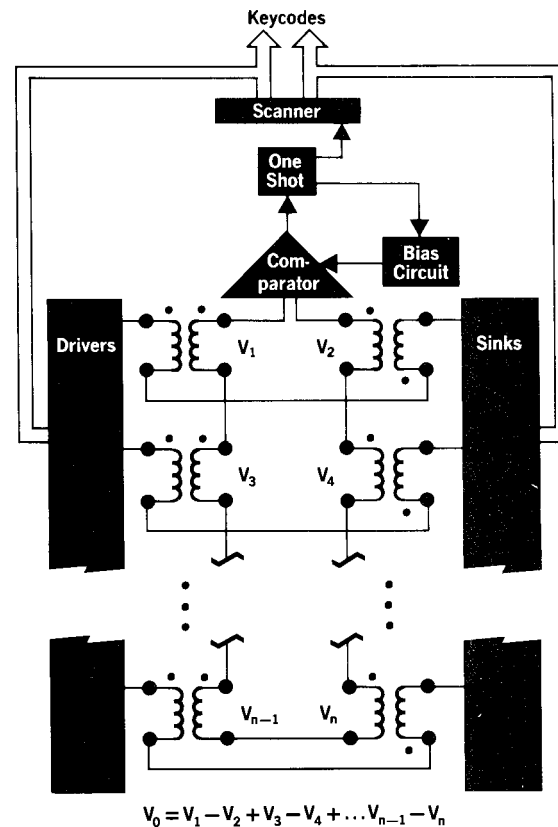 Keycodes
Scanner
One
Shot
Com-
parator
Bias
Circuit
Drivers
V₁
V₂
Sinks
V₃
V₄
Vₙ₋₁
Vₙ
V₀ = V₁ − V₂ + V₃ − V₄ + ...Vₙ₋₁ − Vₙ